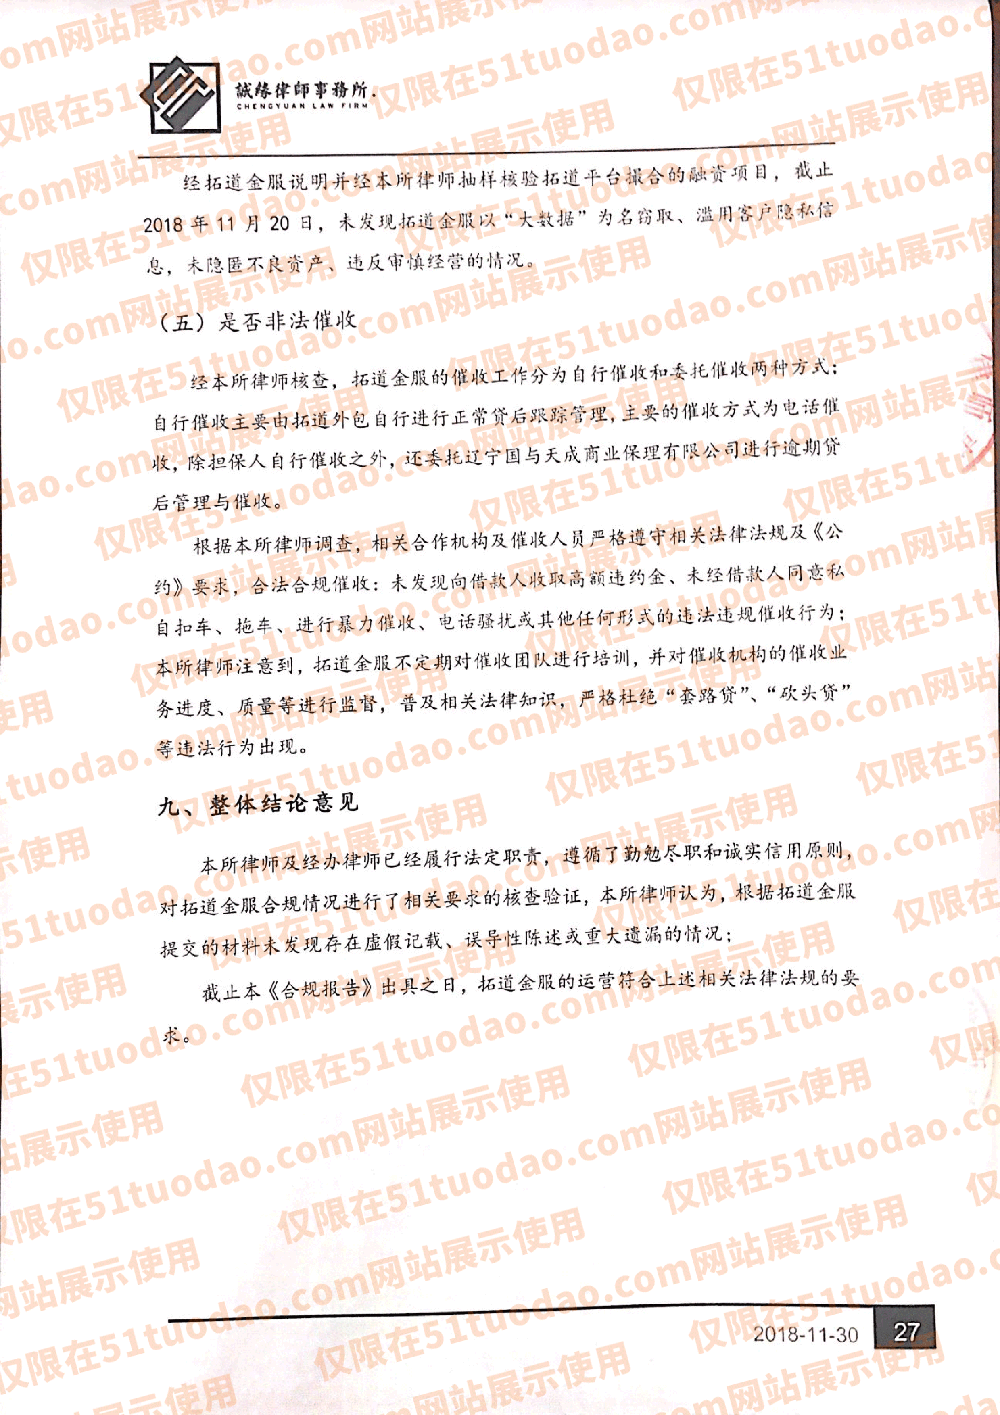 誠緣律师事務所.
CHENGYUAN LAW FIRM
经拓道金服说明并经本所律师抽样核验拓道平台撮合的融资项目，截止
2018 年 11 月 20 日，未发现拓道金服以“大数据”为名窃取、滥用客户隐私信
息，未隐匿不良资产、违反审慎经营的情况。
（五）是否非法催收
经本所律师核查，拓道金服的催收工作分为自行催收和委托催收两种方式；
自行催收主要由拓道外包自行进行正常贷后跟踪管理，主要的催收方式为电话催
收，除担保人自行催收之外，还委托辽宁国与天成商业保理有限公司进行逾期贷
后管理与催收。
根据本所律师调查，相关合作机构及催收人员严格遵守相关法律法规及《公
约》要求，合法合规催收：未发现向借款人收取高额违约金、未经借款人同意私
自扣车、拖车、进行暴力催收、电话骚扰或其他任何形式的违法违规催收行为；
本所律师注意到，拓道金服不定期对催收团队进行培训，并对催收机构的催收业
务进度、质量等进行监督，普及相关法律知识，严格杜绝“套路贷”、“砍头贷”
等违法行为出现。
九、整体结论意见
本所律师及经办律师已经履行法定职责，遵循了勤勉尽职和诚实信用原则，
对拓道金服合规情况进行了相关要求的核查验证，本所律师认为，根据拓道金服
提交的材料未发现存在虚假记载、误导性陈述或重大遗漏的情况；
截止本《合规报告》出具之日，拓道金服的运营符合上述相关法律法规的要
求。
2018-11-30
27
仅限在51tuodao.com网站展示使用